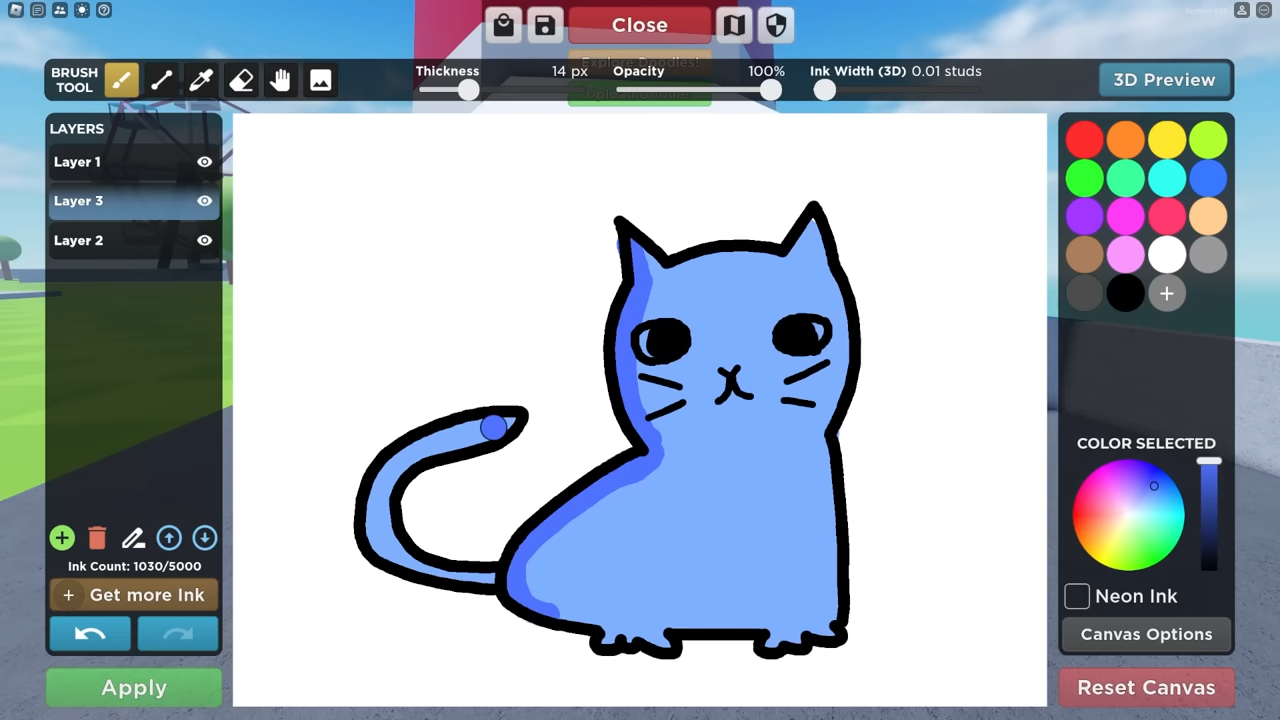 Close
Explore Doodles!
BRUSH TOOL
Thickness 14 px
Opacity 100%
Ink Width (3D) 0.01 studs
3D Preview
LAYERS
Layer 1
Layer 3
Layer 2
Ink Count: 1030/5000
+ Get more Ink
Apply
COLOR SELECTED
Neon Ink
Canvas Options
Reset Canvas